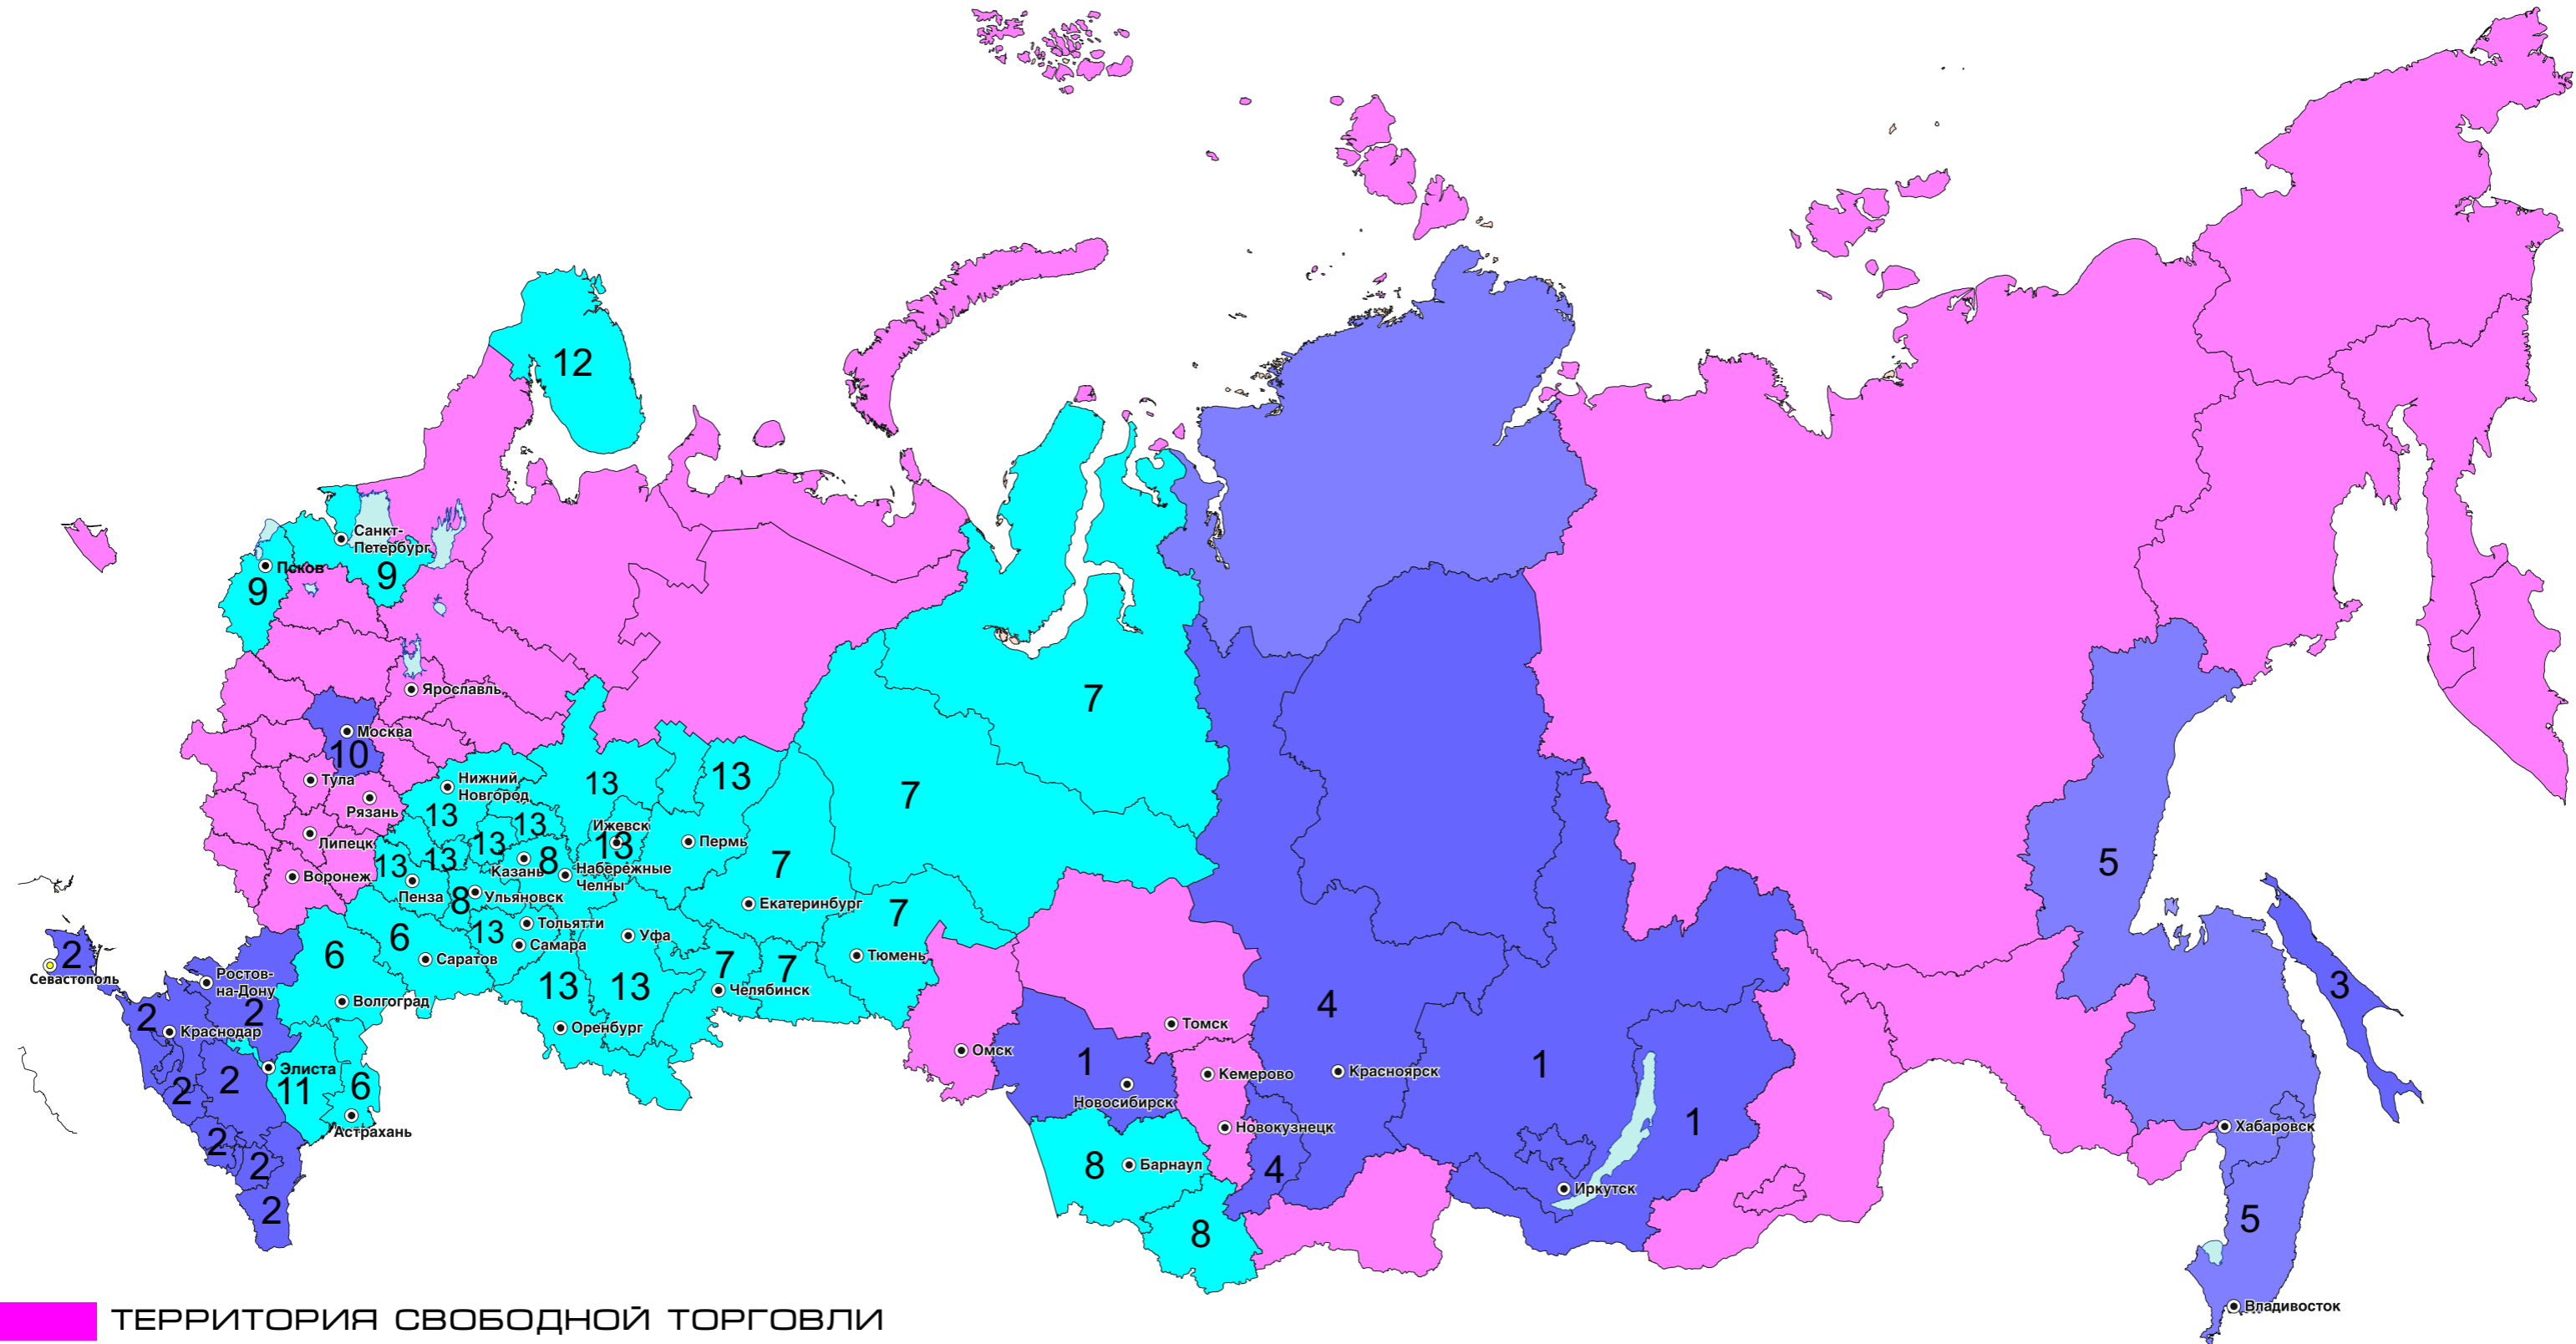 12
Санкт-
Петербург
Псков
9
9
Ярославль
7
Москва
10
Тула
Нижний
Новгород
13
13
7
Рязань
13
13
Ижевск
13
Липецк
13
13
13
Пермь
Казань
8
Набережные
Челны
7
5
Воронеж
Пенза
8
Ульяновск
Екатеринбург
7
Тольятти
13
Самара
Уфа
6
6
Саратов
2
Севастополь
Ростов-
на-Дону
2
Тюмень
7
7
Челябинск
13
13
3
Волгоград
4
2
Краснодар
Оренбург
Томск
Омск
1
1
Элиста
11
6
2
2
Кемерово
Красноярск
Новосибирск
Астрахань
1
Новокузнецк
Хабаровск
2
2
8
Барнаул
4
Иркутск
2
8
5
Владивосток
ТЕРРИТОРИЯ СВОБОДНОЙ ТОРГОВЛИ